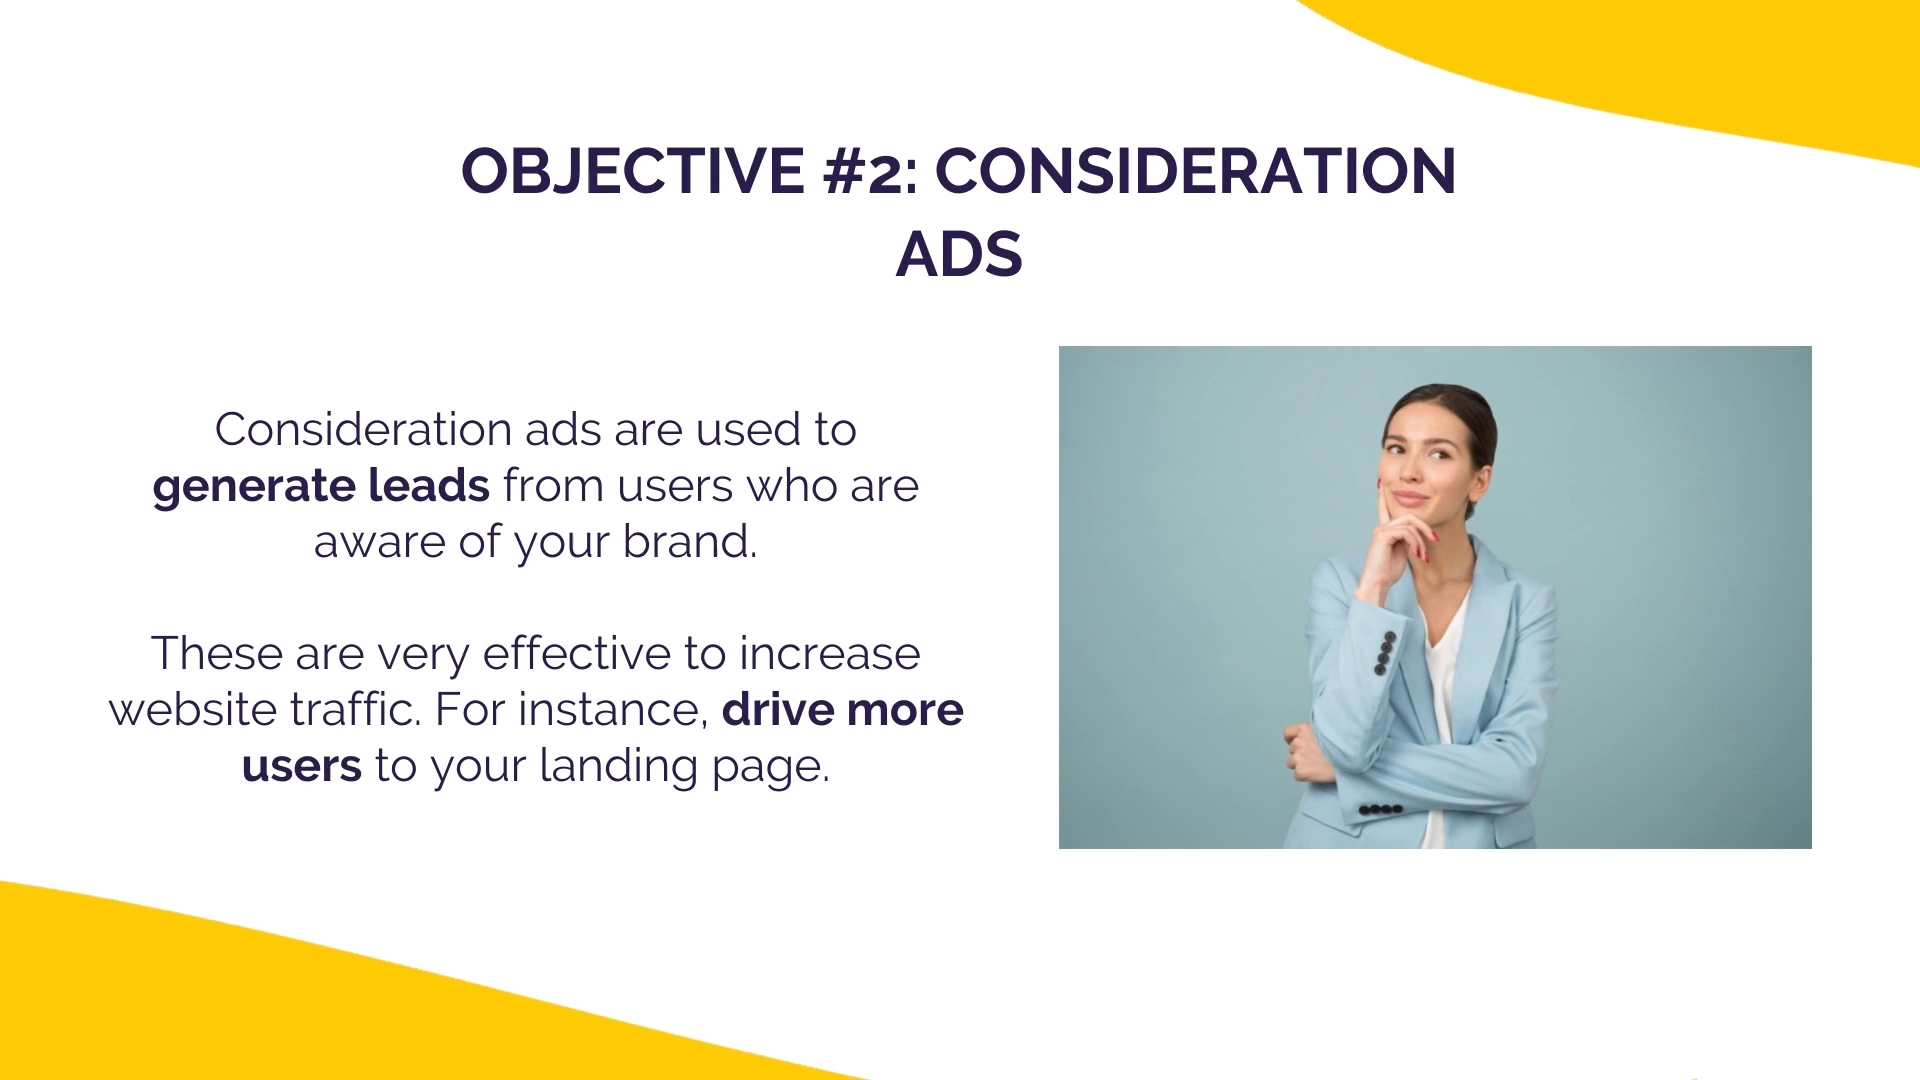 OBJECTIVE #2: CONSIDERATION
ADS
Consideration ads are used to
generate leads from users who are
aware of your brand.
These are very effective to increase
website traffic. For instance, drive more
users to your landing page.